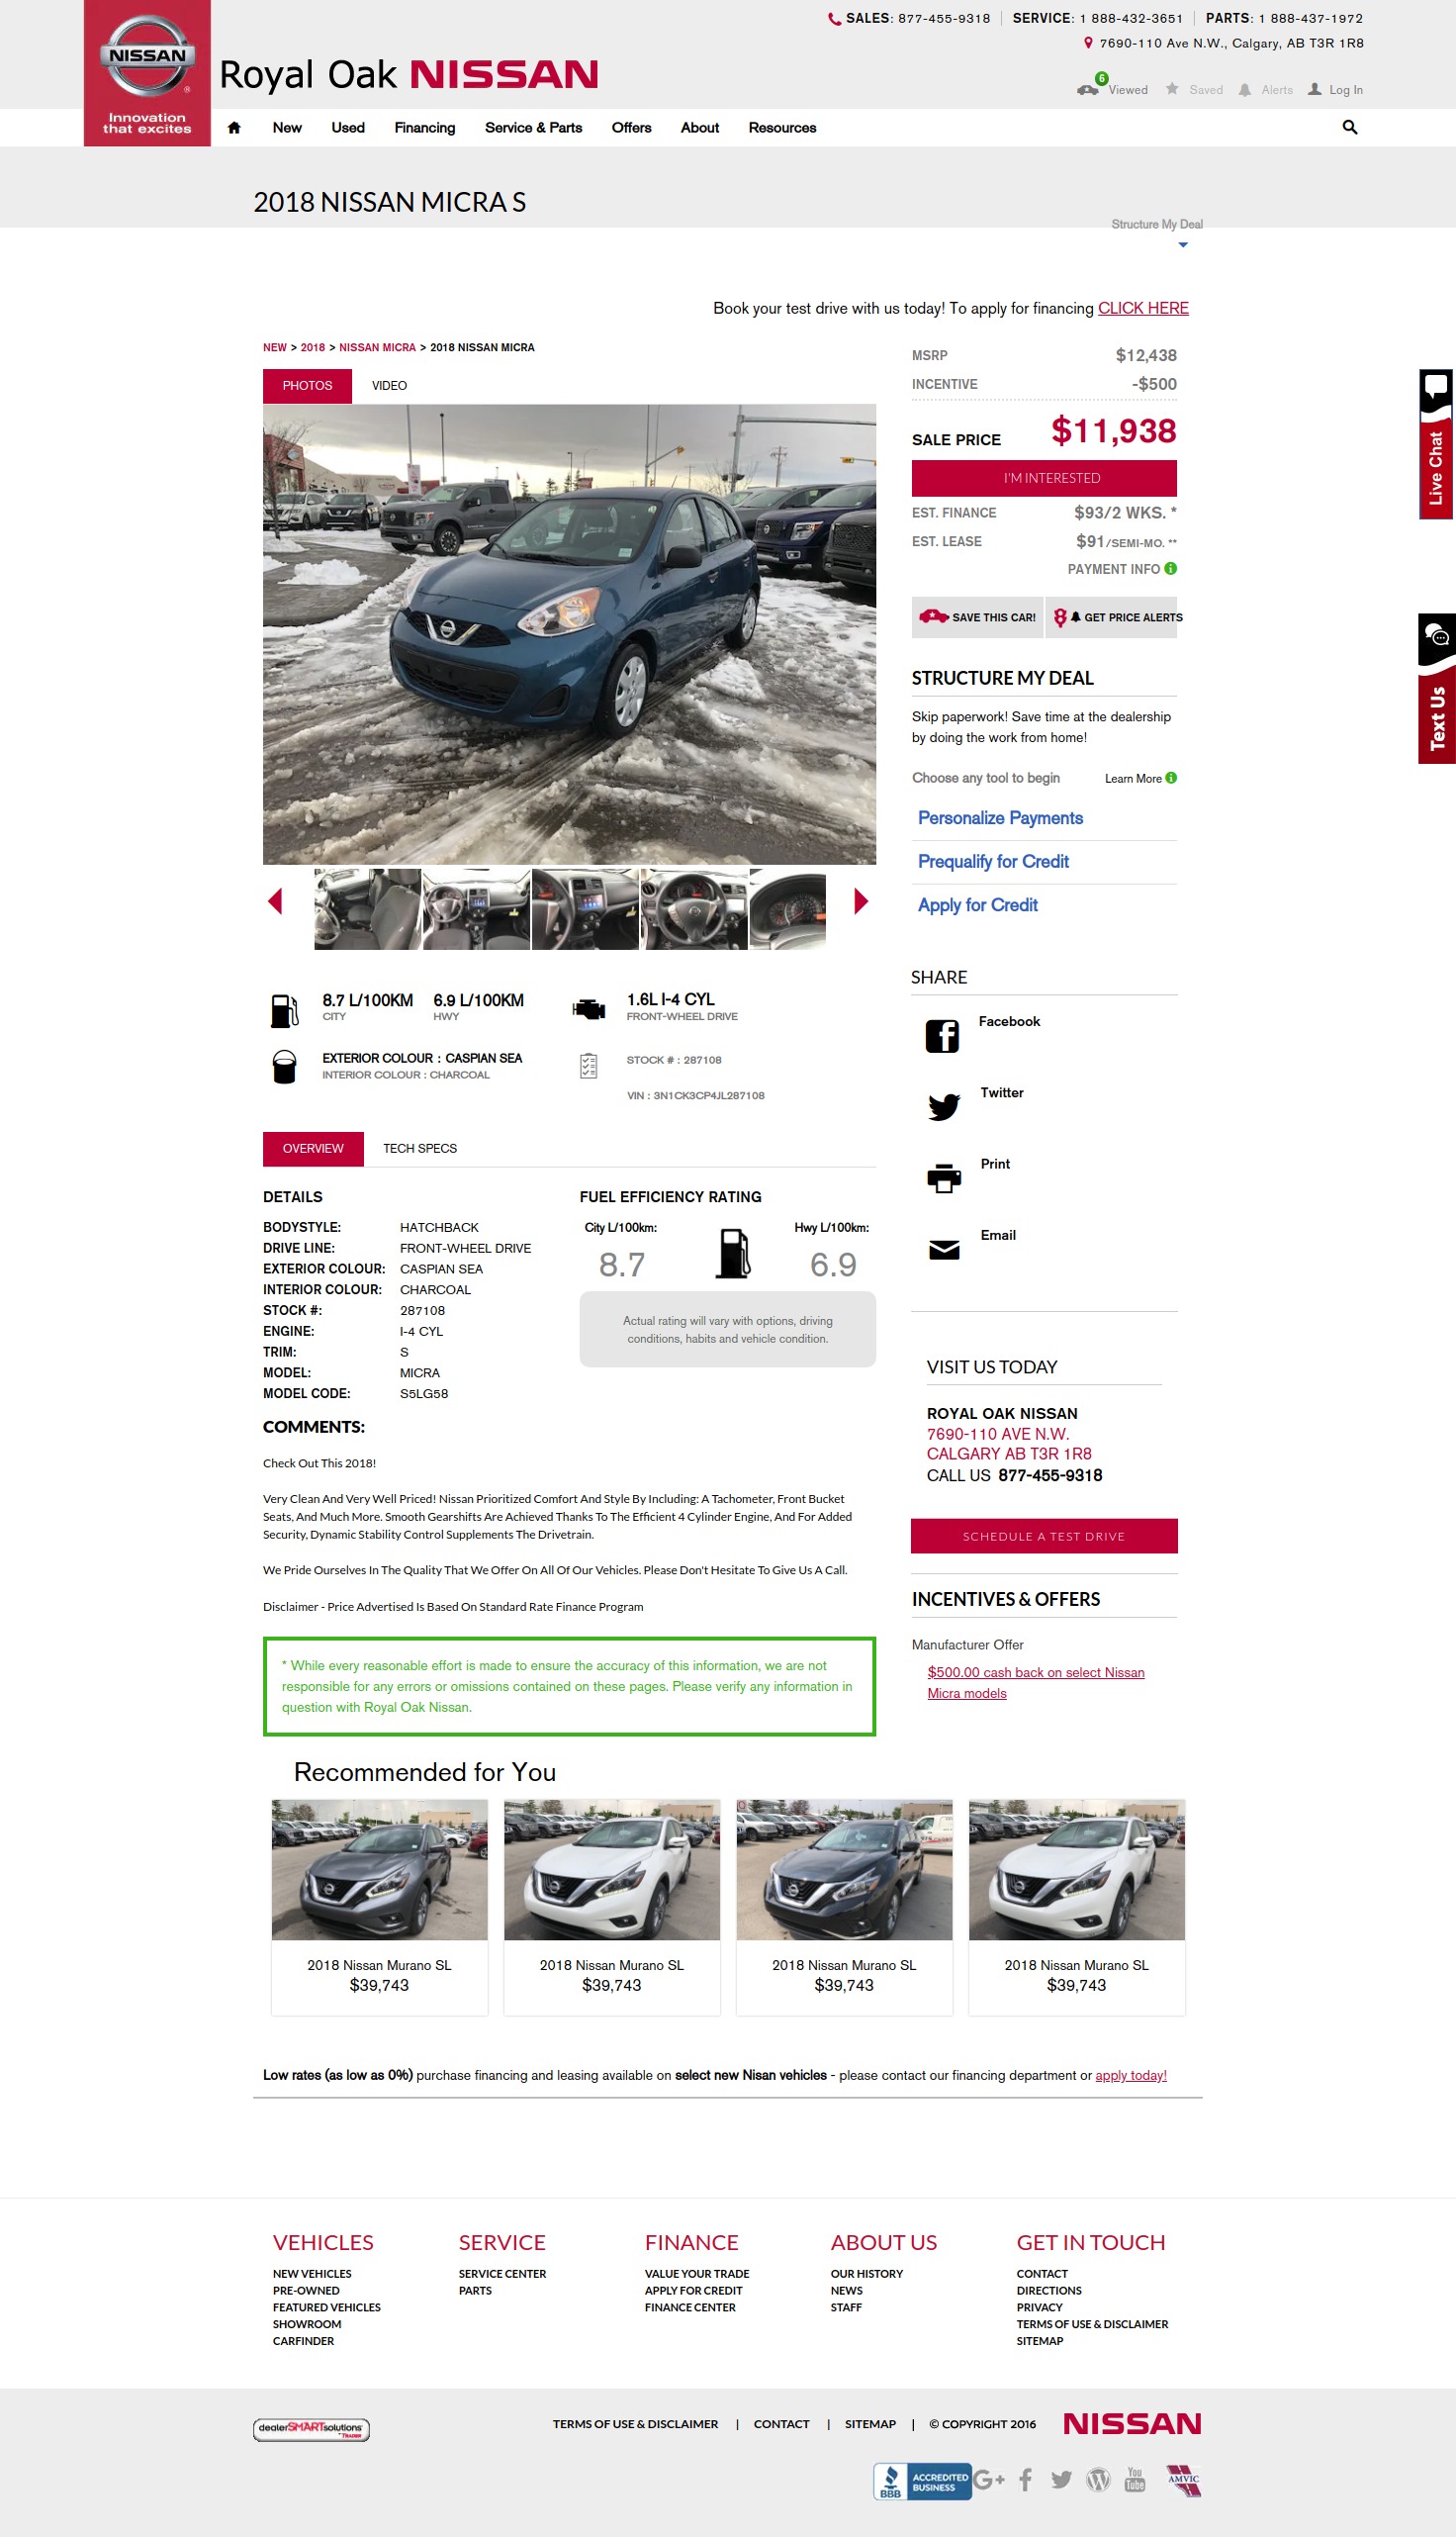 SALES: 877-455-9318 SERVICE: 1 888-432-3651 PARTS: 1 888-437-1972
7690-110 Ave N.W., Calgary, AB T3R 1R8
NISSAN
Innovation
that excites
Royal Oak NISSAN
6
Viewed Saved Alerts Log In
New Used Financing Service & Parts Offers About Resources
2018 NISSAN MICRA S
Structure My Deal
Book your test drive with us today! To apply for financing CLICK HERE
NEW > 2018 > NISSAN MICRA > 2018 NISSAN MICRA
PHOTOS VIDEO
MSRP $12,438
INCENTIVE -$500
SALE PRICE $11,938
I'M INTERESTED
EST. FINANCE $93/2 WKS. *
EST. LEASE $91/SEMI-MO. **
PAYMENT INFO
SAVE THIS CAR! GET PRICE ALERTS
Live Chat
Text Us
STRUCTURE MY DEAL
Skip paperwork! Save time at the dealership
by doing the work from home!
Choose any tool to begin Learn More
Personalize Payments
Prequalify for Credit
Apply for Credit
8.7 L/100KM 6.9 L/100KM 1.6L I-4 CYL
CITY HWY FRONT-WHEEL DRIVE
EXTERIOR COLOUR : CASPIAN SEA STOCK # : 287108
INTERIOR COLOUR : CHARCOAL
VIN : 3N1CK3CP4JL287108
SHARE
Facebook
Twitter
Print
Email
OVERVIEW TECH SPECS
DETAILS
BODYSTYLE: HATCHBACK
DRIVE LINE: FRONT-WHEEL DRIVE
EXTERIOR COLOUR: CASPIAN SEA
INTERIOR COLOUR: CHARCOAL
STOCK #: 287108
ENGINE: I-4 CYL
TRIM: S
MODEL: MICRA
MODEL CODE: S5LG58
FUEL EFFICIENCY RATING
City L/100km: Hwy L/100km:
8.7 6.9
Actual rating will vary with options, driving
conditions, habits and vehicle condition.
COMMENTS:
Check Out This 2018!
Very Clean And Very Well Priced! Nissan Prioritized Comfort And Style By Including: A Tachometer, Front Bucket
Seats, And Much More. Smooth Gearshifts Are Achieved Thanks To The Efficient 4 Cylinder Engine, And For Added
Security, Dynamic Stability Control Supplements The Drivetrain.
We Pride Ourselves In The Quality That We Offer On All Of Our Vehicles. Please Don't Hesitate To Give Us A Call.
Disclaimer - Price Advertised Is Based On Standard Rate Finance Program
* While every reasonable effort is made to ensure the accuracy of this information, we are not
responsible for any errors or omissions contained on these pages. Please verify any information in
question with Royal Oak Nissan.
VISIT US TODAY
ROYAL OAK NISSAN
7690-110 AVE N.W.
CALGARY AB T3R 1R8
CALL US 877-455-9318
SCHEDULE A TEST DRIVE
INCENTIVES & OFFERS
Manufacturer Offer
$500.00 cash back on select Nissan
Micra models
Recommended for You
2018 Nissan Murano SL
$39,743
2018 Nissan Murano SL
$39,743
2018 Nissan Murano SL
$39,743
2018 Nissan Murano SL
$39,743
Low rates (as low as 0%) purchase financing and leasing available on select new Nisan vehicles - please contact our financing department or apply today!
VEHICLES
NEW VEHICLES
PRE-OWNED
FEATURED VEHICLES
SHOWROOM
CARFINDER
SERVICE
SERVICE CENTER
PARTS
FINANCE
VALUE YOUR TRADE
APPLY FOR CREDIT
FINANCE CENTER
ABOUT US
OUR HISTORY
NEWS
STAFF
GET IN TOUCH
CONTACT
DIRECTIONS
PRIVACY
TERMS OF USE & DISCLAIMER
SITEMAP
dealerSMARTsolutions
TERMS OF USE & DISCLAIMER | CONTACT | SITEMAP | © COPYRIGHT 2016 NISSAN
BBB ACCREDITED
BUSINESS
G+
You
Tube
AMVIC